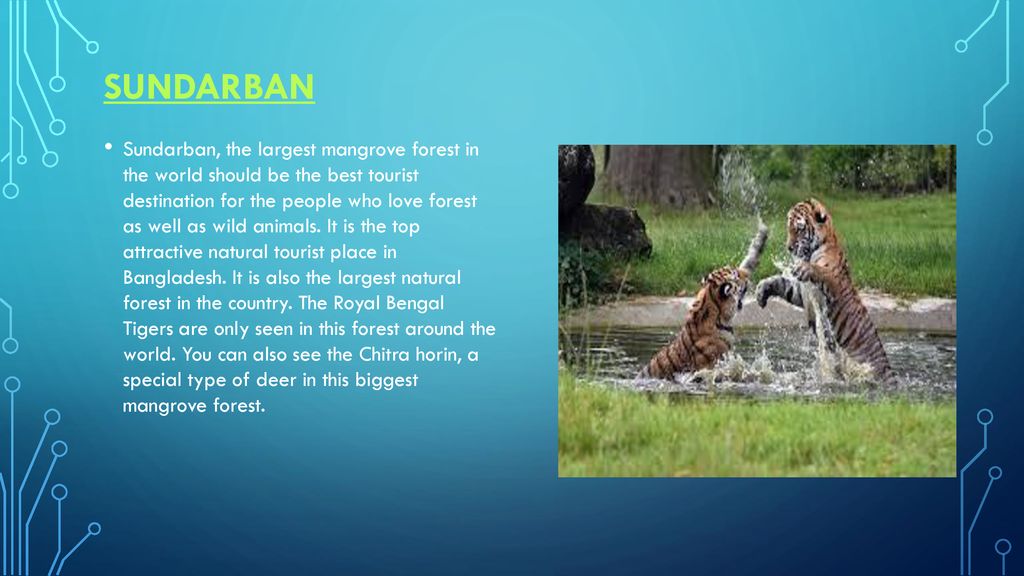 SUNDARBAN
• Sundarban, the largest mangrove forest in
the world should be the best tourist
destination for the people who love forest
as well as wild animals. It is the top
attractive natural tourist place in
Bangladesh. It is also the largest natural
forest in the country. The Royal Bengal
Tigers are only seen in this forest around the
world. You can also see the Chitra horin, a
special type of deer in this biggest
mangrove forest.